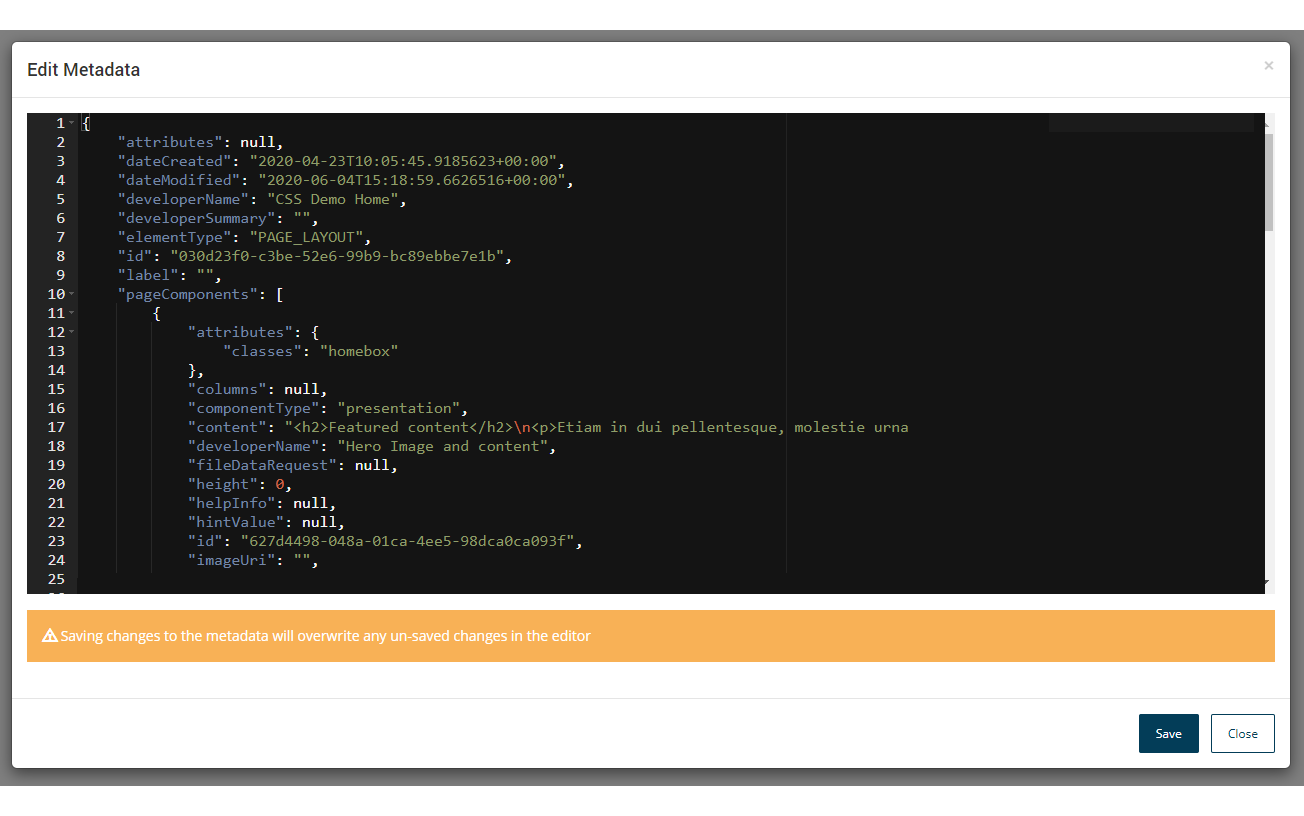 Edit Metadata
×
1 {
2 "attributes": null,
3 "dateCreated": "2020-04-23T10:05:45.9185623+00:00",
4 "dateModified": "2020-06-04T15:18:59.6626516+00:00",
5 "developerName": "CSS Demo Home",
6 "developerSummary": "",
7 "elementType": "PAGE_LAYOUT",
8 "id": "030d23f0-c3be-52e6-99b9-bc89ebbe7e1b",
9 "label": "",
10 "pageComponents": [
11 {
12 "attributes": {
13 "classes": "homebox"
14 },
15 "columns": null,
16 "componentType": "presentation",
17 "content": "<h2>Featured content</h2>\n<p>Etiam in dui pellentesque, molestie urna
18 "developerName": "Hero Image and content",
19 "fileDataRequest": null,
20 "height": 0,
21 "helpInfo": null,
22 "hintValue": null,
23 "id": "627d4498-048a-01ca-4ee5-98dca0ca093f",
24 "imageUri": "",
25
Saving changes to the metadata will overwrite any un-saved changes in the editor
Save
Close